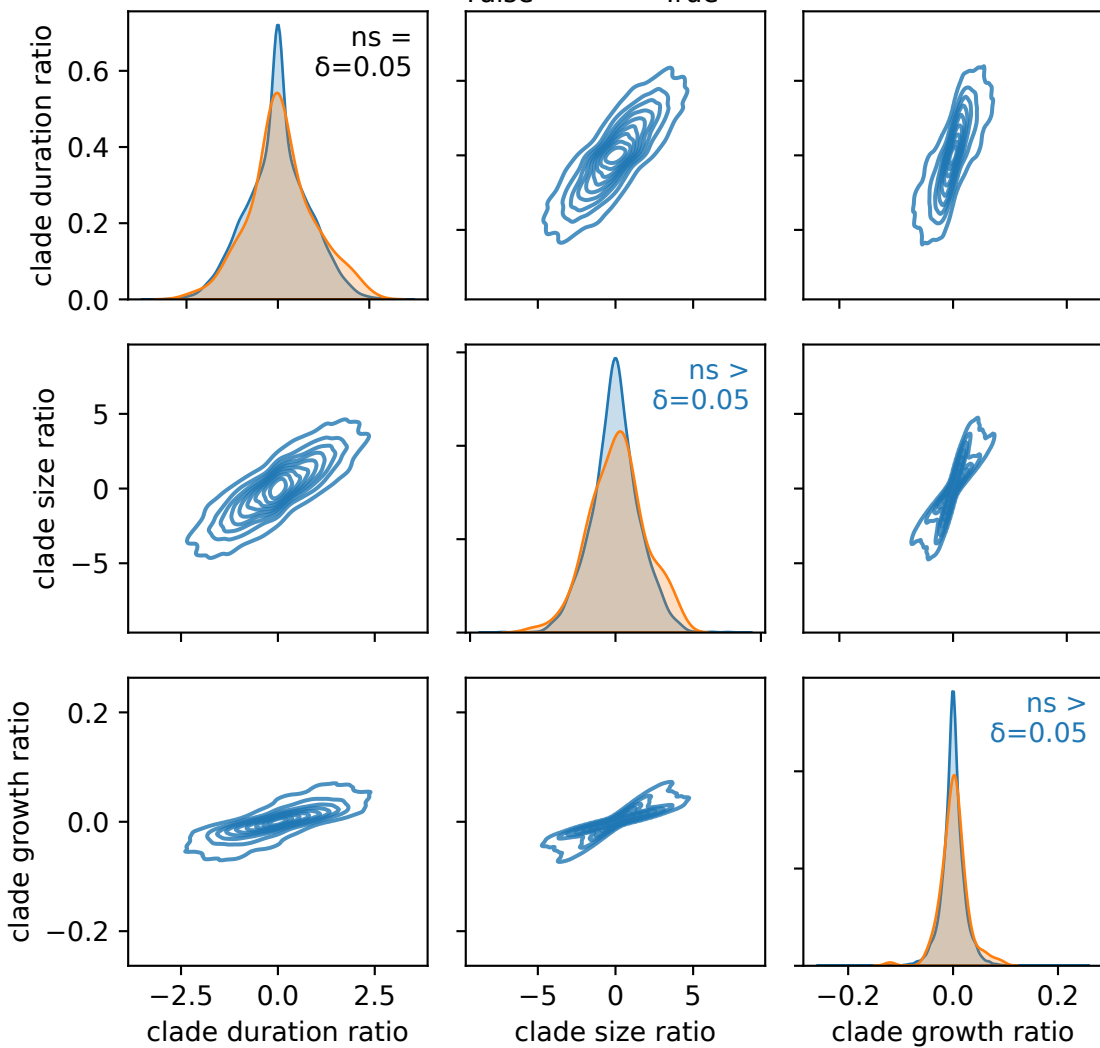 clade duration ratio
0.6
0.4
0.2
0.0
ns =
δ=0.05
clade size ratio
5
0
−5
ns >
δ=0.05
clade growth ratio
0.2
0.0
−0.2
ns >
δ=0.05
−2.5 0.0 2.5
−5 0 5
−0.2 0.0 0.2
clade duration ratio
clade size ratio
clade growth ratio